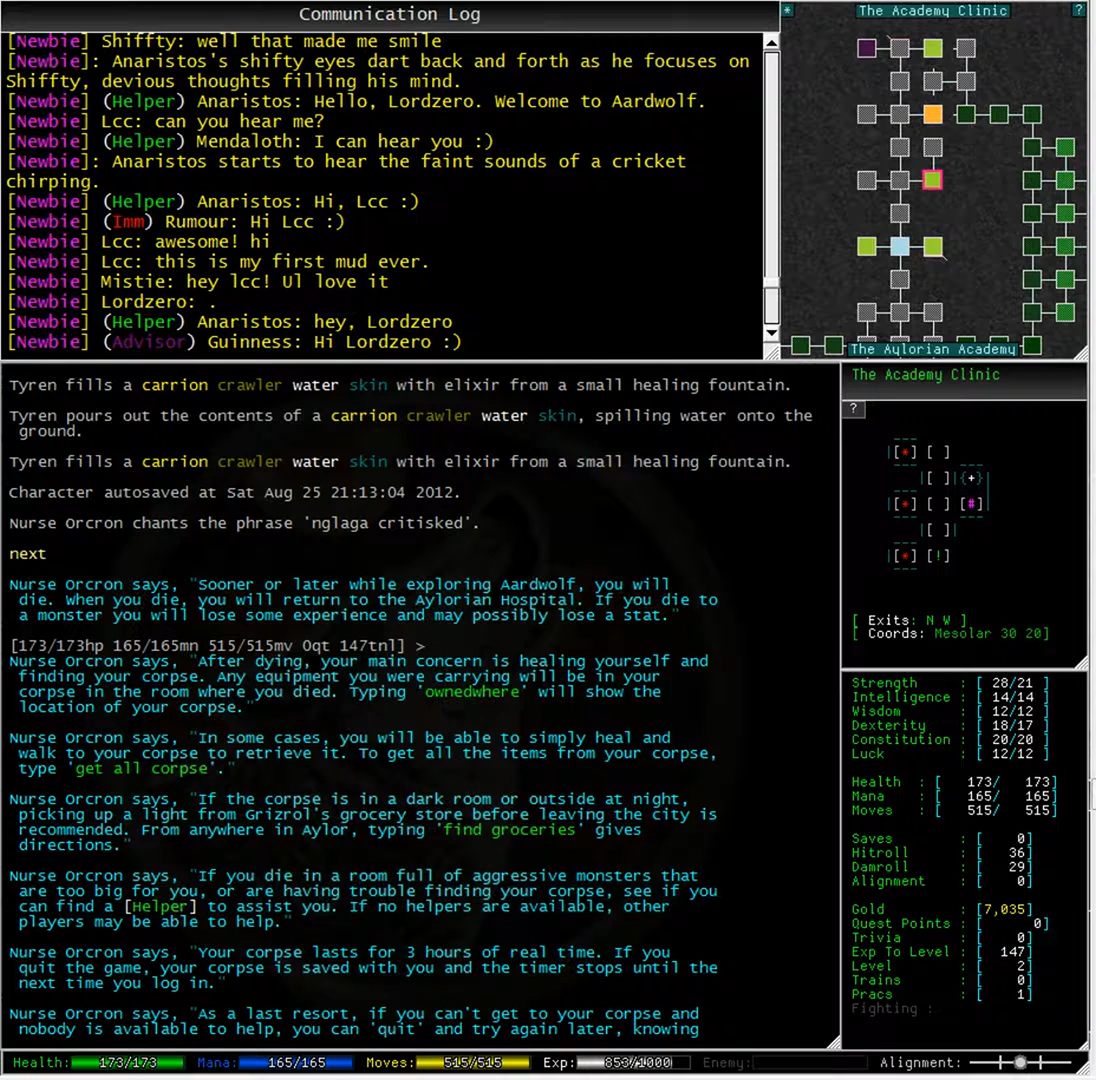 Communication Log
[Newbie] Shiffty: well that made me smile
[Newbie]: Anaristos's shifty eyes dart back and forth as he focuses on
Shiffty, devious thoughts filling his mind.
[Newbie] (Helper) Anaristos: Hello, Lordzero. Welcome to Aardwolf.
[Newbie] Lcc: can you hear me?
[Newbie] (Helper) Mendaloth: I can hear you :)
[Newbie]: Anaristos starts to hear the faint sounds of a cricket
chirping.
[Newbie] (Helper) Anaristos: Hi, Lcc :)
[Newbie] (Imm) Rumour: Hi Lcc :)
[Newbie] Lcc: awesome! hi
[Newbie] Lcc: this is my first mud ever.
[Newbie] Mistie: hey lcc! Ul love it
[Newbie] Lordzero: .
[Newbie] (Helper) Anaristos: hey, Lordzero
[Newbie] (Advisor) Guinness: Hi Lordzero :)
* The Academy Clinic ?
The Aylorian Academy
Tyren fills a carrion crawler water skin with elixir from a small healing fountain.
Tyren pours out the contents of a carrion crawler water skin, spilling water onto the
ground.
Tyren fills a carrion crawler water skin with elixir from a small healing fountain.
Character autosaved at Sat Aug 25 21:13:04 2012.
Nurse Orcron chants the phrase 'nglaga critisked'.
next
Nurse Orcron says, "Sooner or later while exploring Aardwolf, you will
die. When you die, you will return to the Aylorian Hospital. If you die to
a monster you will lose some experience and may possibly lose a stat."
[173/173hp 165/165mn 515/515mv 0qt 147tnl] >
Nurse Orcron says, "After dying, your main concern is healing yourself and
finding your corpse. Any equipment you were carrying will be in your
corpse in the room where you died. Typing 'ownedwhere' will show the
location of your corpse."
Nurse Orcron says, "In some cases, you will be able to simply heal and
walk to your corpse to retrieve it. To get all the items from your corpse,
type 'get all corpse'."
Nurse Orcron says, "If the corpse is in a dark room or outside at night,
picking up a light from Grizrol's grocery store before leaving the city is
recommended. From anywhere in Aylor, typing 'find groceries' gives
directions."
Nurse Orcron says, "If you die in a room full of aggressive monsters that
are too big for you, or are having trouble finding your corpse, see if you
can find a [Helper] to assist you. If no helpers are available, other
players may be able to help."
Nurse Orcron says, "Your corpse lasts for 3 hours of real time. If you
quit the game, your corpse is saved with you and the timer stops until the
next time you log in."
Nurse Orcron says, "As a last resort, if you can't get to your corpse and
nobody is available to help, you can 'quit' and try again later, knowing
The Academy Clinic
?
---
|[*] [ ]
--- ---
|[ ]|{+}|
--- |
|[*] [ ] [#]|
--- ---
|[ ]|
---
|[*] [!]
---
[ Exits: N W ]
[ Coords: Mesolar 30 20]
Strength : [ 28/21 ]
Intelligence : [ 14/14 ]
Wisdom : [ 12/12 ]
Dexterity : [ 18/17 ]
Constitution : [ 20/20 ]
Luck : [ 12/12 ]
Health : [ 173/ 173]
Mana : [ 165/ 165]
Moves : [ 515/ 515]
Saves : [ 0]
Hitroll : [ 36]
Damroll : [ 29]
Alignment : [ 0]
Gold : [7,035]
Quest Points : [ 0]
Trivia : [ 0]
Exp To Level : [ 147]
Level : [ 2]
Trains : [ 0]
Pracs : [ 1]
Fighting :
Health: 173/173 Mana: 165/165 Moves: 515/515 Exp: 853/1000 Enemy: Alignment: